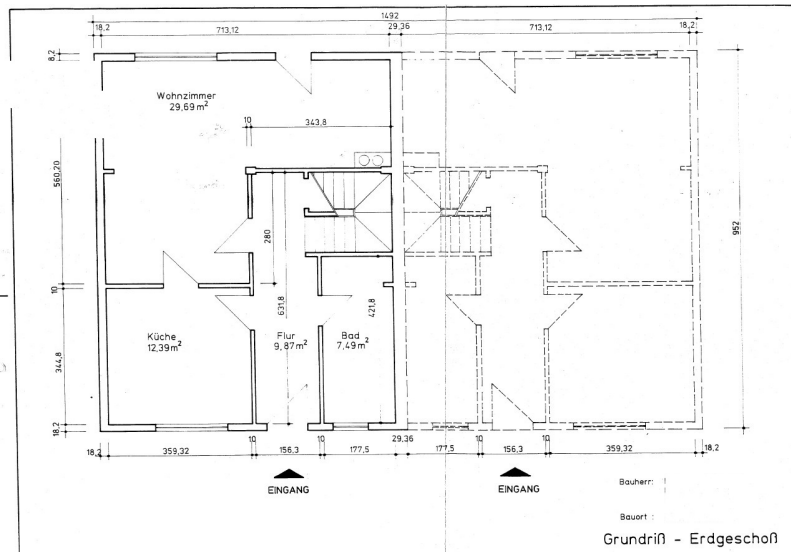 1492
18,2 713,12 29,36 713,12 18,2
8,2
Wohnzimmer
29,69 m²
10 343,8
560,20
280
631,8
421,8
952
10
Küche
12,39 m²
Flur
9,87 m²
Bad
7,49 m²
344,8
18,2
18,2 359,32 10 156,3 10 177,5 29,36 177,5 10 156,3 10 359,32 18,2
EINGANG EINGANG
Bauherr:
Bauort :
Grundriß - Erdgeschoß